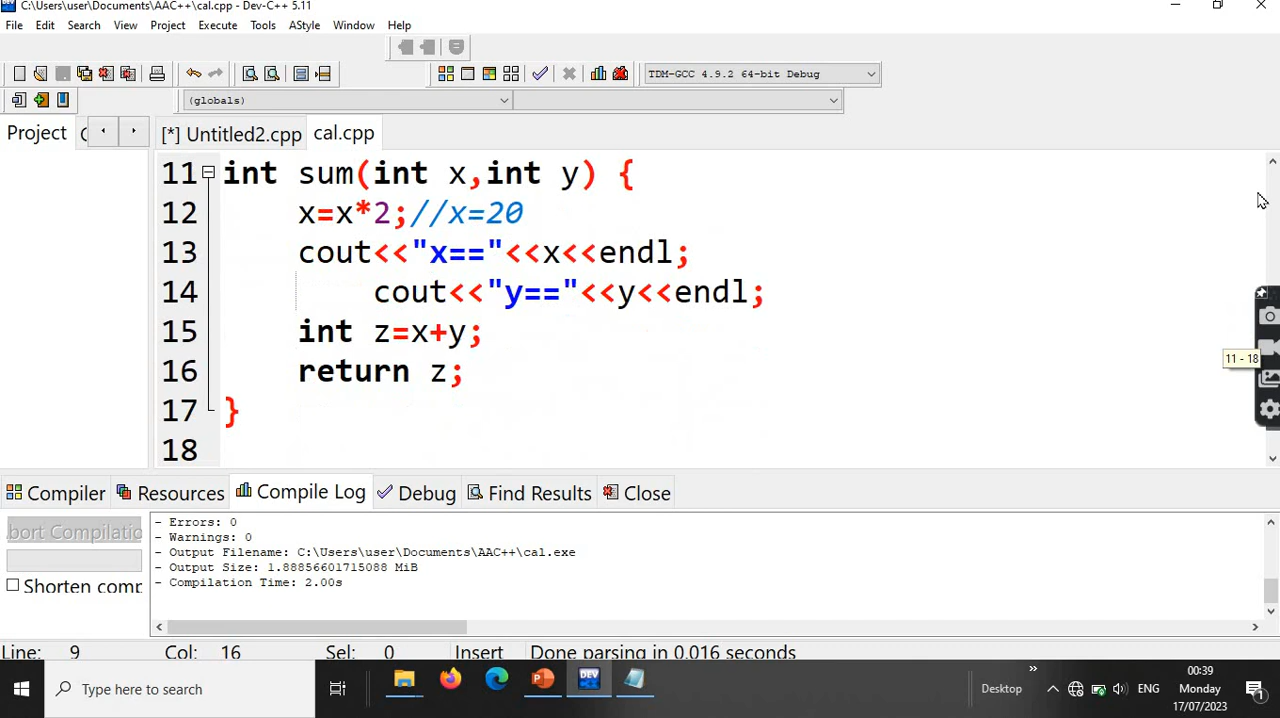 C:\Users\user\Documents\AAC++\cal.cpp - Dev-C++ 5.11
File Edit Search View Project Execute Tools AStyle Window Help
TDM-GCC 4.9.2 64-bit Debug
(globals)
Project
[*] Untitled2.cpp cal.cpp
11 int sum(int x,int y) {
12 x=x*2;//x=20
13 cout<<"x=="<<x<<endl;
14 cout<<"y=="<<y<<endl;
15 int z=x+y;
16 return z;
17 }
18
11 - 18
Compiler Resources Compile Log Debug Find Results Close
bort Compilatio
Shorten comp
- Errors: 0
- Warnings: 0
- Output Filename: C:\Users\user\Documents\AAC++\cal.exe
- Output Size: 1.88856601715088 MiB
- Compilation Time: 2.00s
Line: 9 Col: 16 Sel: 0 Insert Done parsing in 0.016 seconds
Type here to search
DEV
Desktop
ENG
00:39
Monday
17/07/2023
1